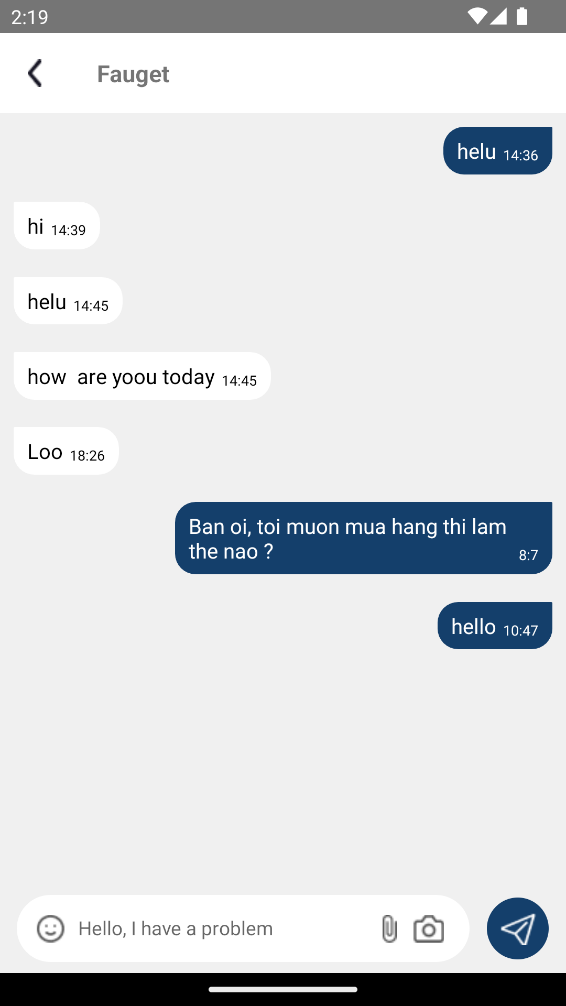 2:19
Fauget
helu 14:36
hi 14:39
helu 14:45
how  are yoou today 14:45
Loo 18:26
Ban oi, toi muon mua hang thi lam
the nao ? 8:7
hello 10:47
Hello, I have a problem